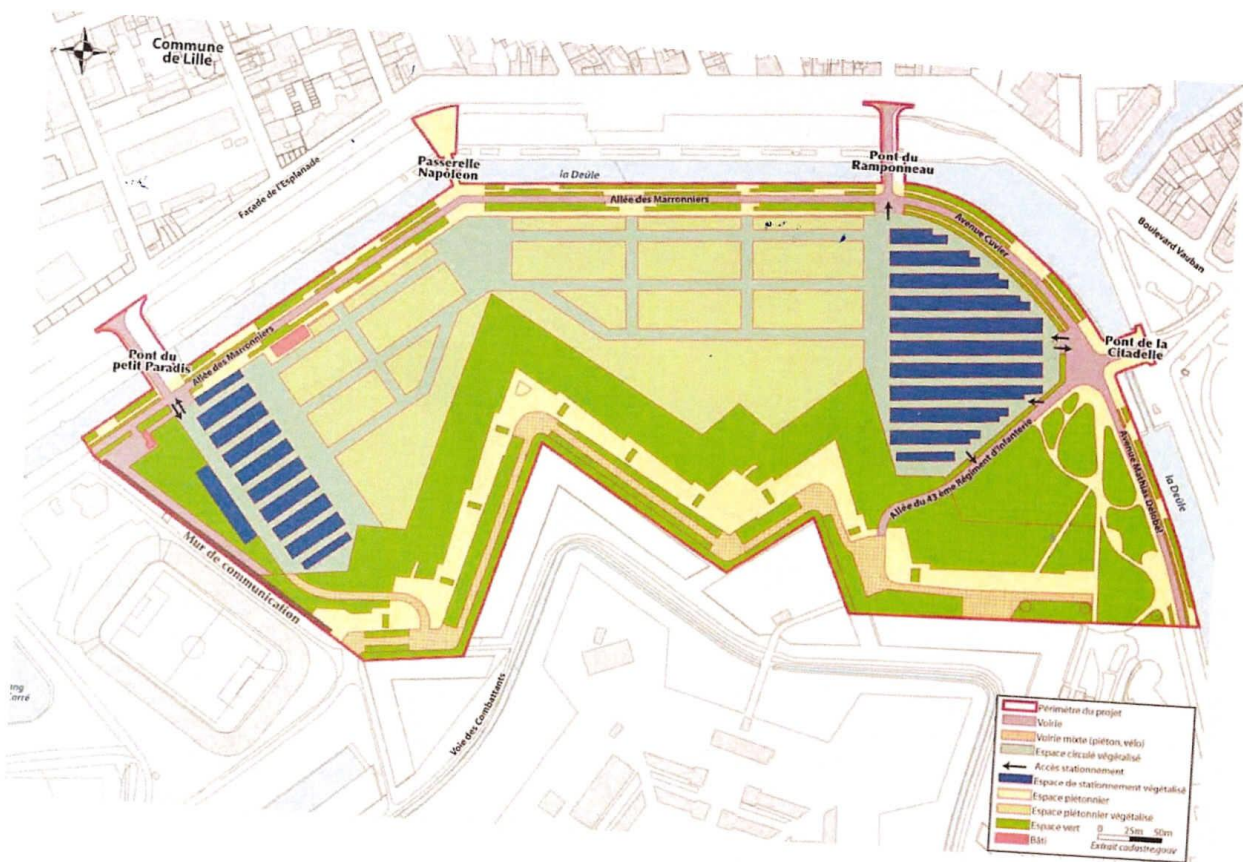 Commune
de Lille
Façade de l'Esplanade
Passerelle
Napoléon
la Deûle
Allée des Marronniers
Pont du
Ramponneau
Avenue Cuvier
Boulevard Vauban
Pont de la
Citadelle
Pont du
petit Paradis
Allée des Marronniers
Mur de communication
Allée du 43 ème Régiment d'Infanterie
Avenue Mathias Delobel
la Deûle
Voie des Combattants
Carré
Périmètre du projet
Voirie
Voirie mixte (piéton, vélo)
Espace circulé végéralisé
Accès stationnement
Espace de stationnement végétalisé
Espace piétonnier
Espace piétonnier végétalisé
Espace vert
Bâti
0 25m 50m
Extrait cadastre.gouv